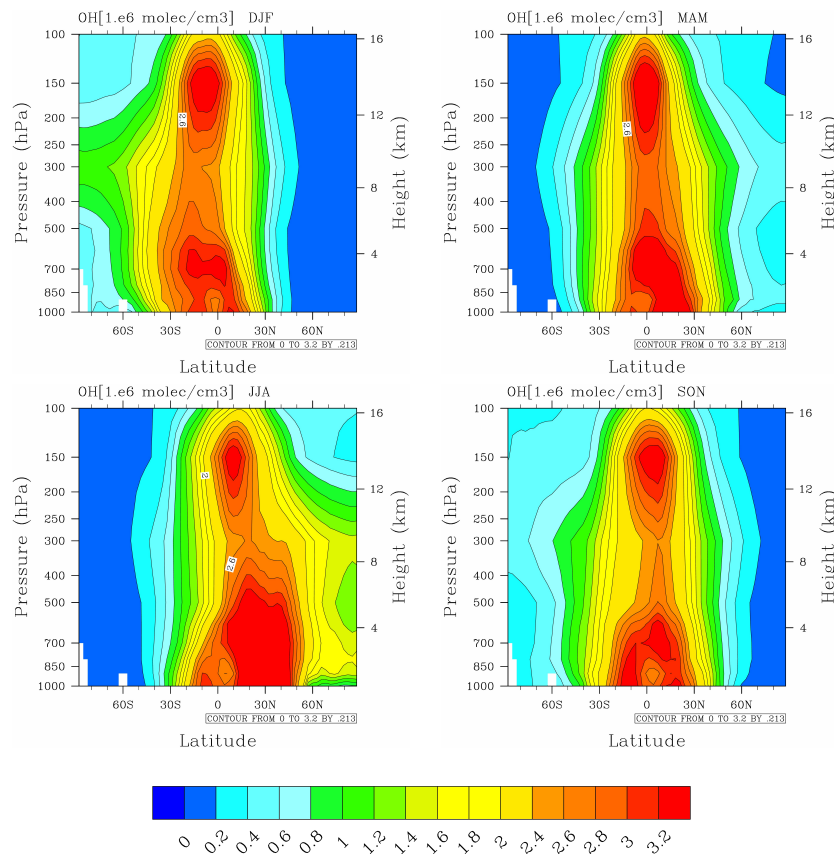 OH[1.e6 molec/cm3] DJF
100
150
200
250
300
400
500
700
850
1000
Pressure (hPa)
16
12
8
4
Height (km)
2.6
60S 30S 0 30N 60N
CONTOUR FROM 0 TO 3.2 BY .213
Latitude
OH[1.e6 molec/cm3] MAM
100
150
200
250
300
400
500
700
850
1000
Pressure (hPa)
16
12
8
4
Height (km)
2.6
60S 30S 0 30N 60N
CONTOUR FROM 0 TO 3.2 BY .213
Latitude
OH[1.e6 molec/cm3] JJA
100
150
200
250
300
400
500
700
850
1000
Pressure (hPa)
16
12
8
4
Height (km)
2
2.6
60S 30S 0 30N 60N
CONTOUR FROM 0 TO 3.2 BY .213
Latitude
OH[1.e6 molec/cm3] SON
100
150
200
250
300
400
500
700
850
1000
Pressure (hPa)
16
12
8
4
Height (km)
60S 30S 0 30N 60N
CONTOUR FROM 0 TO 3.2 BY .213
Latitude
0 0.2 0.4 0.6 0.8 1 1.2 1.4 1.6 1.8 2 2.4 2.6 2.8 3 3.2